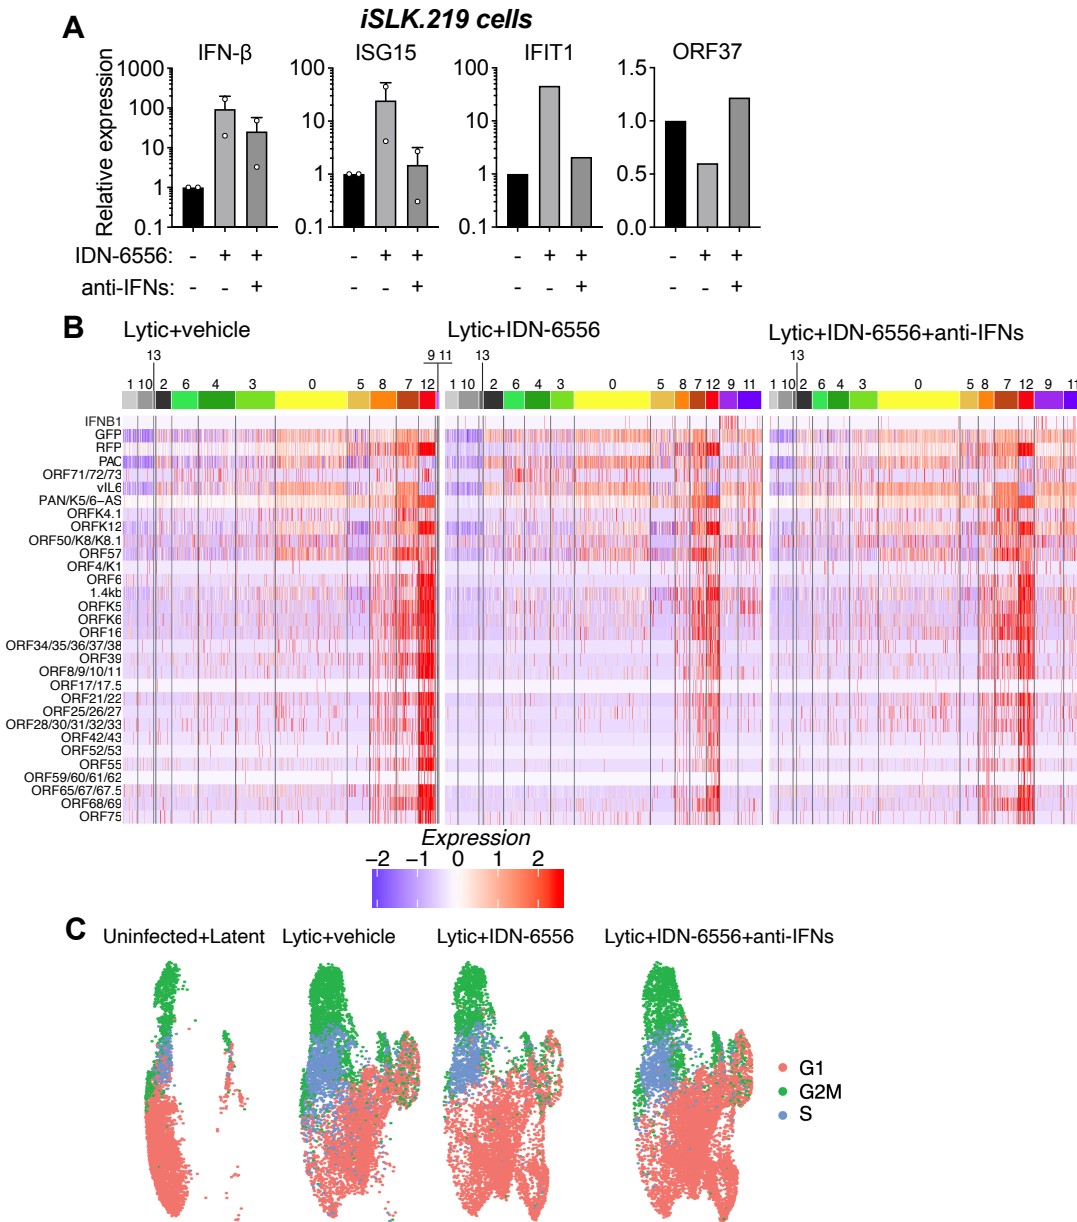 A
iSLK.219 cells
IFN-β ISG15 IFIT1 ORF37
Relative expression
1000 100 10 1 0.1
100 10 1 0.1
100 10 1 0.1
1.5 1.0 0.5 0.0
IDN-6556: - + + - + + - + + - + +
anti-IFNs: - - + - - + - - + - - +
B
Lytic+vehicle Lytic+IDN-6556 Lytic+IDN-6556+anti-IFNs
13 9 11 13 13
1 10 2 6 4 3 0 5 8 7 12 1 10 2 6 4 3 0 5 8 7 12 9 11 1 10 2 6 4 3 0 5 8 7 12 9 11
IFNB1
GFP
RFP
PAC
ORF71/72/73
vIL6
PAN/K5/6−AS
ORFK4.1
ORFK12
ORF50/K8/K8.1
ORF57
ORF4/K1
ORF6
1.4kb
ORFK5
ORFK6
ORF16
ORF34/35/36/37/38
ORF39
ORF8/9/10/11
ORF17/17.5
ORF21/22
ORF25/26/27
ORF28/30/31/32/33
ORF42/43
ORF52/53
ORF55
ORF59/60/61/62
ORF65/67/67.5
ORF68/69
ORF75
Expression
−2 −1 0 1 2
C
Uninfected+Latent Lytic+vehicle Lytic+IDN-6556 Lytic+IDN-6556+anti-IFNs
G1
G2M
S